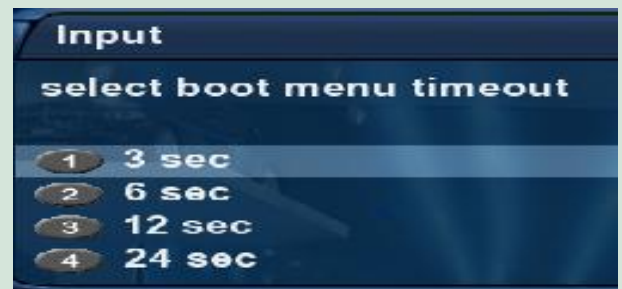 Input
select boot menu timeout
1 3 sec
2 6 sec
3 12 sec
4 24 sec